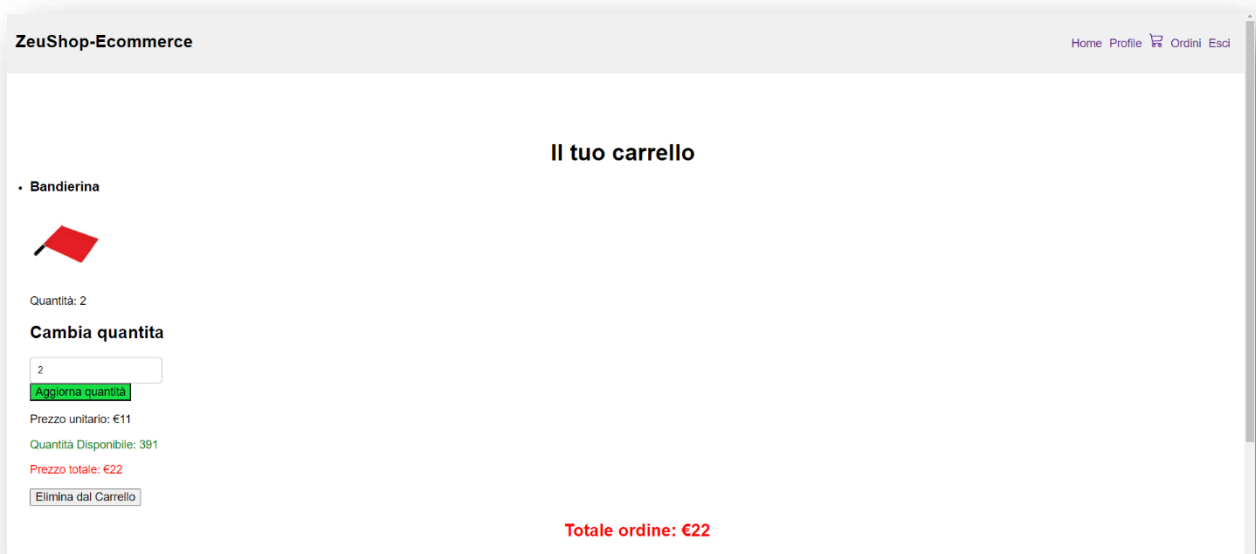 ZeuShop-Ecommerce
Home Profile Ordini Esci
Il tuo carrello
Bandierina
Quantità: 2
Cambia quantita
2
Aggiorna quantità
Prezzo unitario: €11
Quantità Disponibile: 391
Prezzo totale: €22
Elimina dal Carrello
Totale ordine: €22